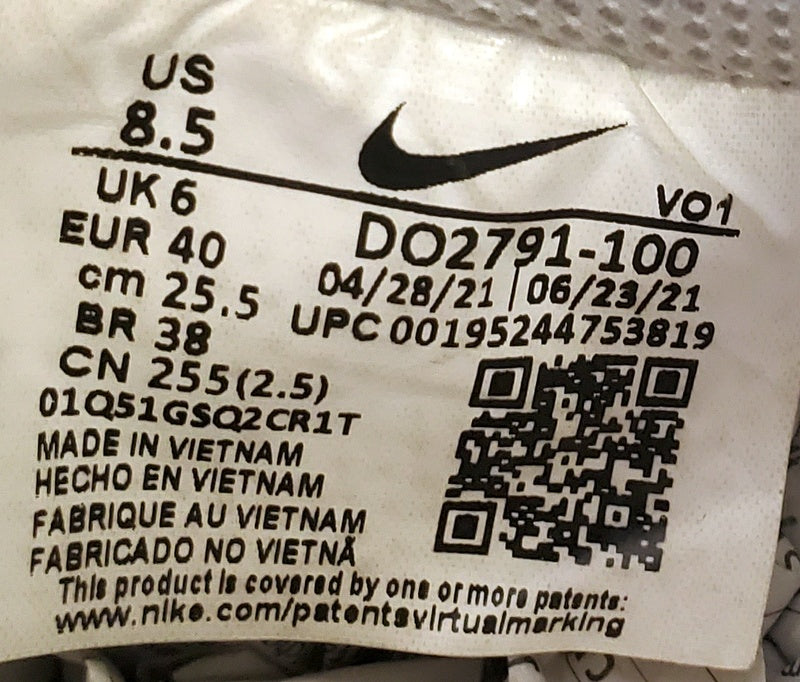 US
8.5
UK 6
EUR 40
cm 25.5
BR 38
CN 255(2.5)
01Q51GSQ2CR1T
MADE IN VIETNAM
HECHO EN VIETNAM
FABRIQUE AU VIETNAM
FABRICADO NO VIETNÃ
VO1
DO2791-100
04/28/21 | 06/23/21
UPC 00195244753819
This product is covered by one or more patents:
www.nike.com/patentsvirtualmarking